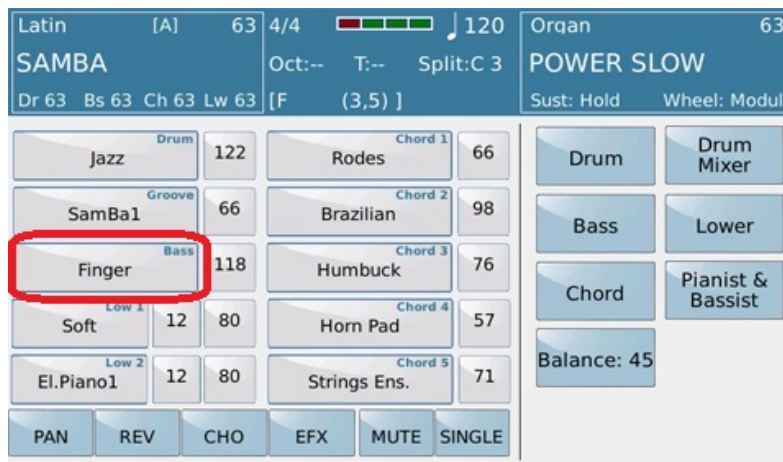 Latin [A] 63
SAMBA
Dr 63 Bs 63 Ch 63 Lw 63
4/4 120
Oct:-- T:-- Split:C 3
[F (3,5) ]
Organ 63
POWER SLOW
Sust: Hold Wheel: Modul
Drum
Jazz 122
Chord 1
Rodes 66
Groove
SamBa1 66
Chord 2
Brazilian 98
Bass
Finger 118
Chord 3
Humbuck 76
Low 1
Soft 12 80
Chord 4
Horn Pad 57
Low 2
El.Piano1 12 80
Chord 5
Strings Ens. 71
Drum
Drum
Mixer
Bass
Lower
Chord
Pianist &
Bassist
Balance: 45
PAN REV CHO EFX MUTE SINGLE